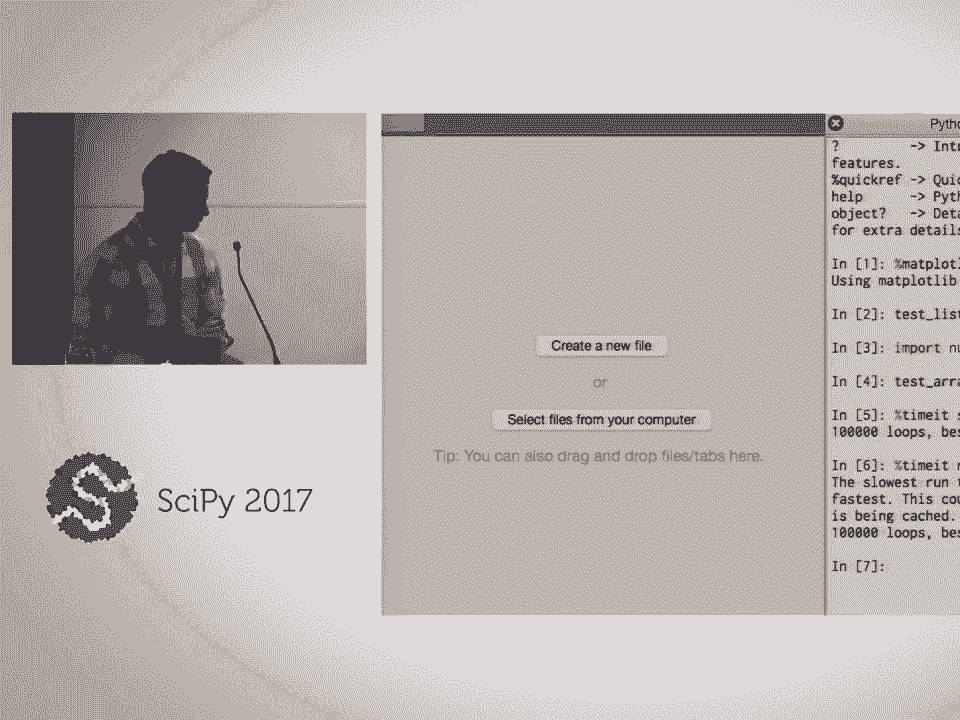 SciPy 2017
Create a new file
or
Select files from your computer
Tip: You can also drag and drop files/tabs here.
? -> Intr
features.
%quickref -> Quic
help -> Pyth
object? -> Deta
for extra details
In [1]: %matplotl
Using matplotlib
In [2]: test_list
In [3]: import nu
In [4]: test_arra
In [5]: %timeit s
100000 loops, bes
In [6]: %timeit n
The slowest run t
fastest. This cou
is being cached.
100000 loops, bes
In [7]: